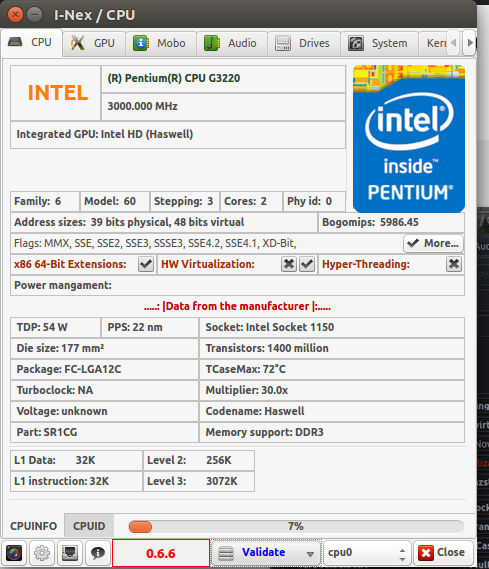 I-Nex / CPU
CPU GPU Mobo Audio Drives System Kern
INTEL
(R) Pentium(R) CPU G3220
3000.000 MHz
Integrated GPU: Intel HD (Haswell)
intel
inside™
PENTIUM®
Family: 6 Model: 60 Stepping: 3 Cores: 2 Phy id: 0
Address sizes: 39 bits physical, 48 bits virtual Bogomips: 5986.45
Flags: MMX, SSE, SSE2, SSE3, SSSE3, SSE4.2, SSE4.1, XD-Bit, More...
x86 64-Bit Extensions: HW Virtualization: Hyper-Threading:
Power mangament:
.....: |Data from the manufacturer |:.....
TDP: 54 W PPS: 22 nm Socket: Intel Socket 1150
Die size: 177 mm² Transistors: 1400 million
Package: FC-LGA12C TCaseMax: 72°C
Turboclock: NA Multiplier: 30.0x
Voltage: unknown Codename: Haswell
Part: SR1CG Memory support: DDR3
L1 Data: 32K Level 2: 256K
L1 instruction: 32K Level 3: 3072K
CPUINFO CPUID 7%
0.6.6 Validate cpu0 Close